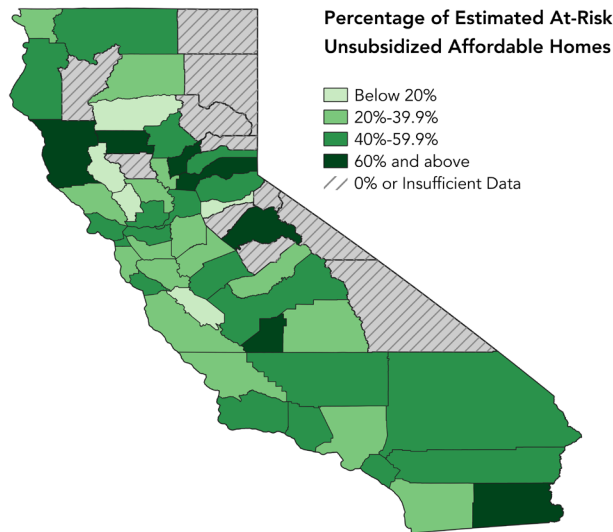 Percentage of Estimated At-Risk
Unsubsidized Affordable Homes
Below 20%
20%-39.9%
40%-59.9%
60% and above
0% or Insufficient Data